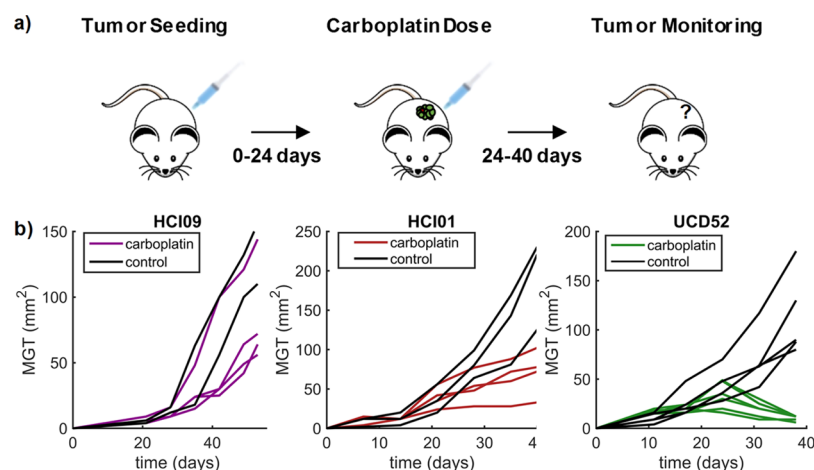 a) Tumor Seeding Carboplatin Dose Tumor Monitoring
?
0-24 days 24-40 days
b) HCI09 HCI01 UCD52
150 250 200
carboplatin carboplatin carboplatin
control control control
200
150
100
150
100
100
50
50
50
0 0 0
0 20 40 0 10 20 30 40 0 10 20 30 40
MGT (mm²) MGT (mm²) MGT (mm²)
time (days) time (days) time (days)